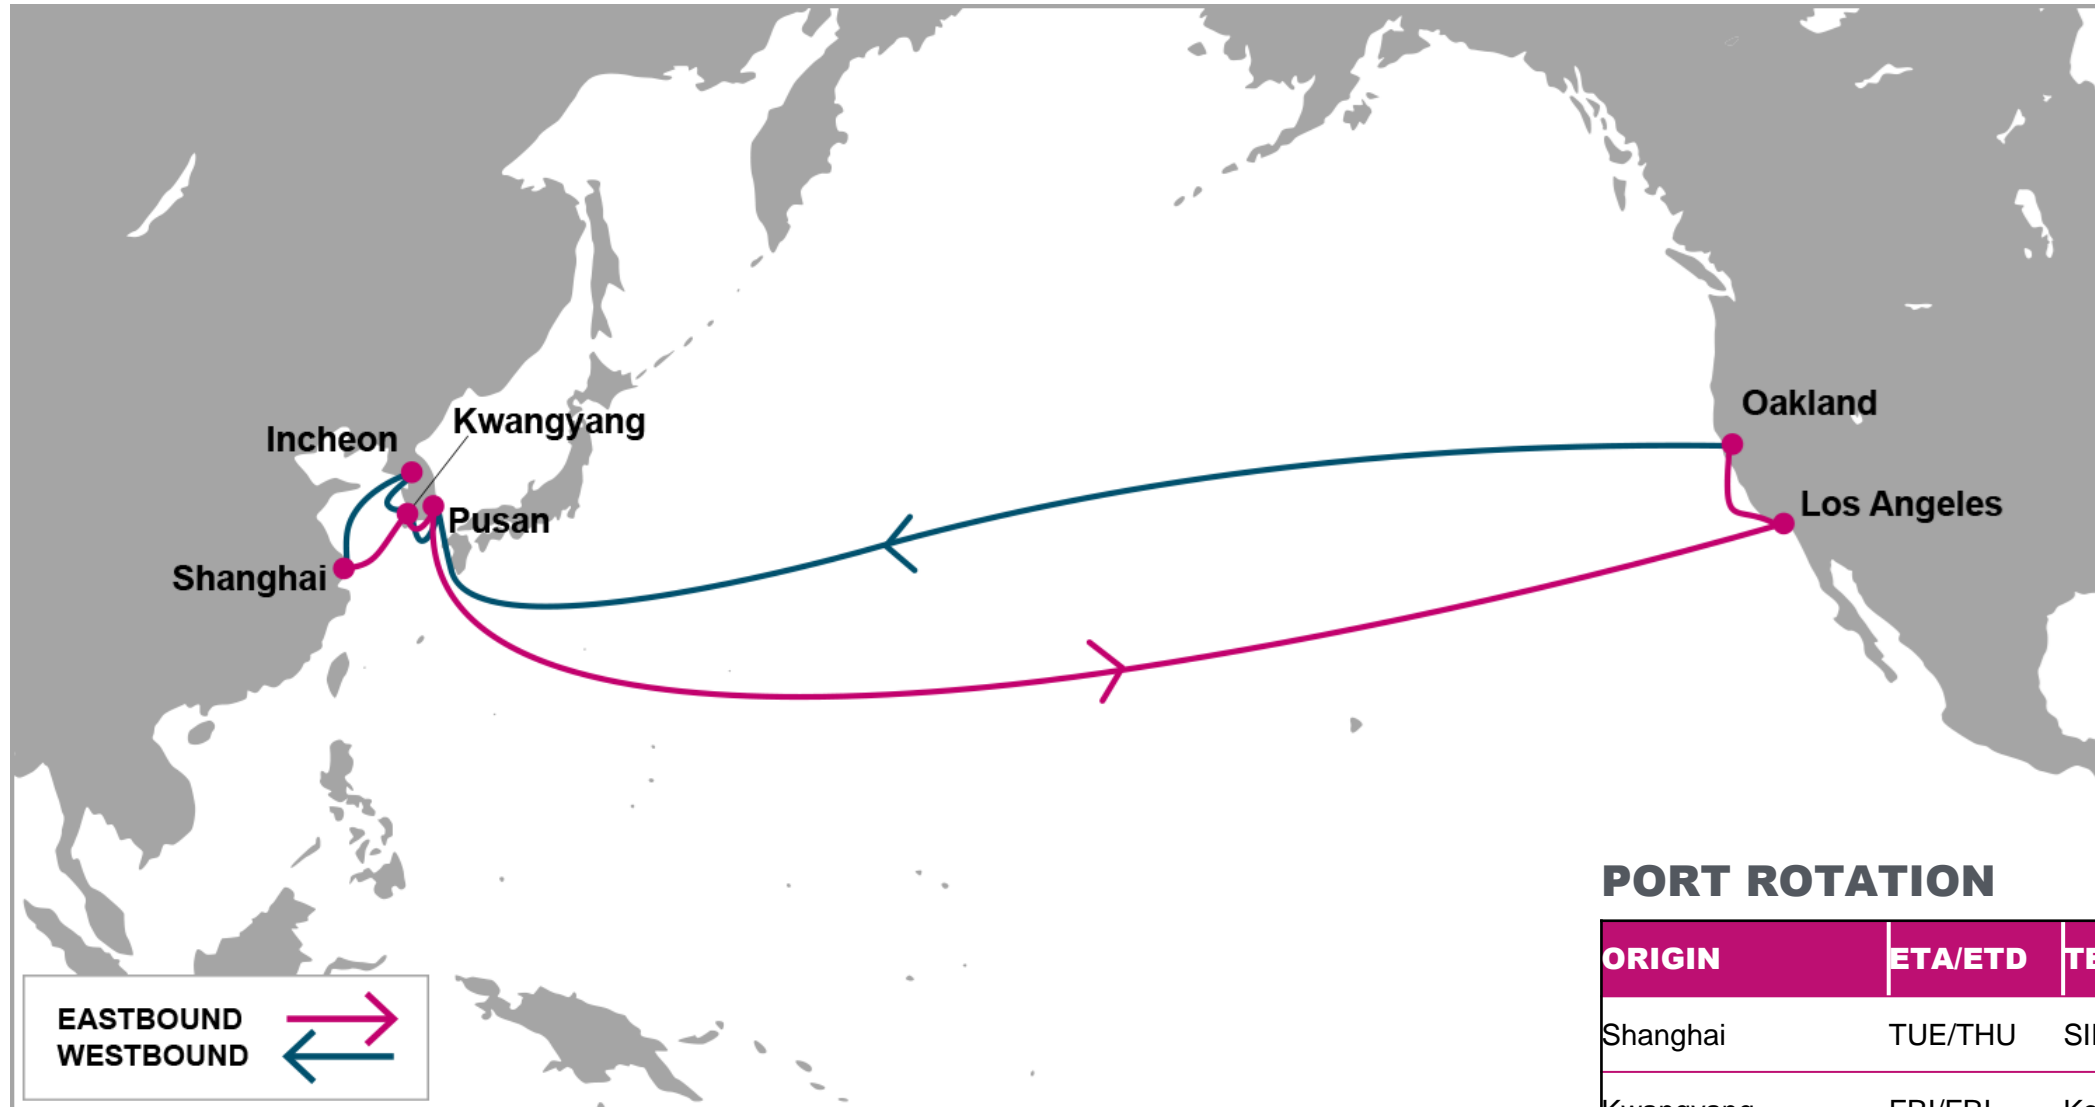 Oakland
Kwangyang
Incheon
Los Angeles
Pusan
Shanghai
PORT ROTATION
ORIGIN ETA/ETD
Shanghai TUE/THU
EASTBOUND
WESTBOUND